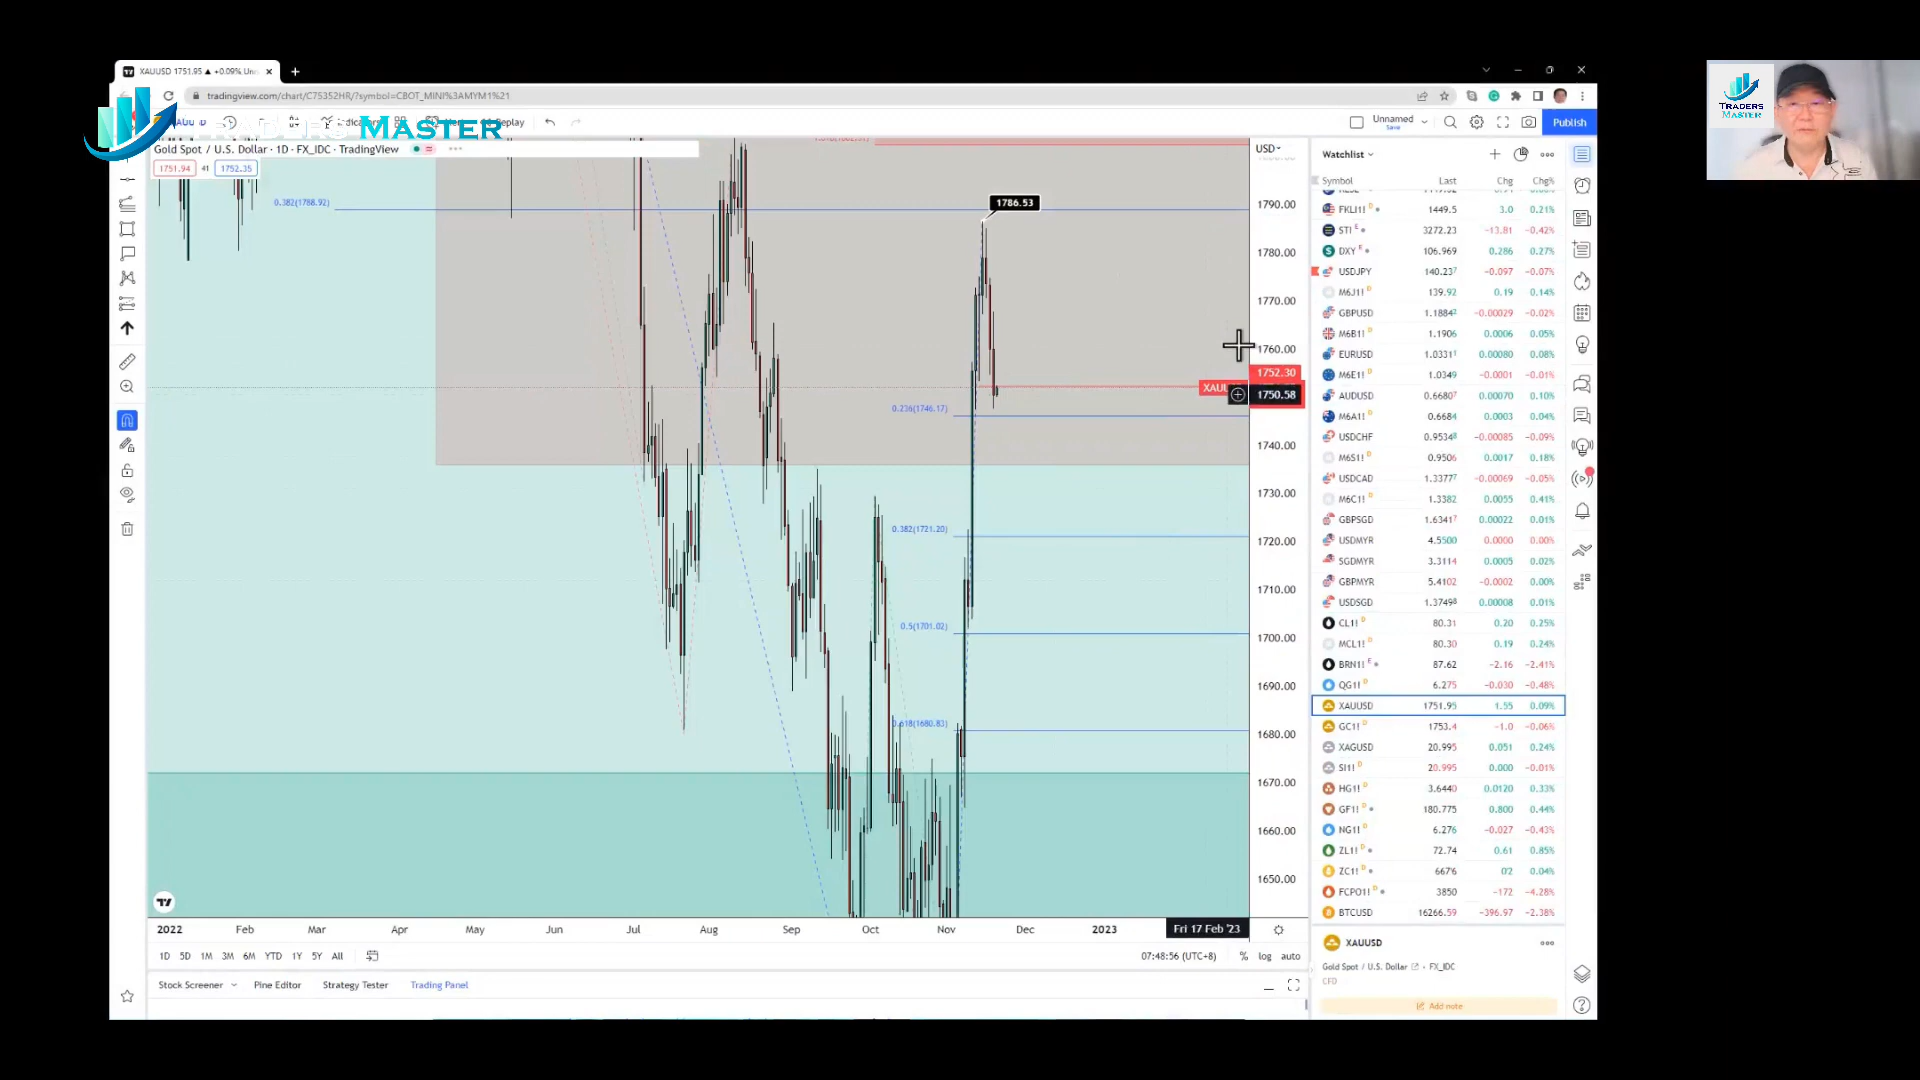 XAUUSD 1751.95 ▲ +0.09% Unn
tradingview.com/chart/C75352HR/?symbol=CBOT_MINI%3AMYM1%21
TRADERS MASTER
Replay
Unnamed
Save
Publish
Gold Spot / U.S. Dollar · 1D · FX_IDC · TradingView
1751.94 41 1752.35
USD
0.382(1788.92)
1786.53
0.236(1746.17)
0.382(1721.20)
0.5(1701.02)
0.618(1680.83)
1790.00
1780.00
1770.00
1760.00
1752.30
1750.58
1740.00
1730.00
1720.00
1710.00
1700.00
1690.00
1680.00
1670.00
1660.00
1650.00
2022 Feb Mar Apr May Jun Jul Aug Sep Oct Nov Dec 2023 Fri 17 Feb '23
1D 5D 1M 3M 6M YTD 1Y 5Y All
07:48:56 (UTC+8) % log auto
Stock Screener Pine Editor Strategy Tester Trading Panel
Watchlist
Symbol Last Chg Chg%
FKLI1! D 1449.5 3.0 0.21%
STI E 3272.23 -13.81 -0.42%
DXY E 106.969 0.286 0.27%
USDJPY 140.237 -0.097 -0.07%
M6J1! D 139.92 0.19 0.14%
GBPUSD 1.18842 -0.00029 -0.02%
M6B1! D 1.1906 0.0006 0.05%
EURUSD 1.03311 0.00080 0.08%
M6E1! D 1.0349 -0.0001 -0.01%
AUDUSD 0.66807 0.00070 0.10%
M6A1! D 0.6684 0.0003 0.04%
USDCHF 0.95348 -0.00085 -0.09%
M6S1! D 0.9506 0.0017 0.18%
USDCAD 1.33777 -0.00069 -0.05%
M6C1! D 1.3382 0.0055 0.41%
GBPSGD 1.63417 0.00022 0.01%
USDMYR 4.5500 0.0000 0.00%
SGDMYR 3.3114 0.0005 0.02%
GBPMYR 5.4102 -0.0002 0.00%
USDSGD 1.37498 0.00008 0.01%
CL1! D 80.31 0.20 0.25%
MCL1! D 80.30 0.19 0.24%
BRN1! E 87.62 -2.16 -2.41%
QG1! D 6.275 -0.030 -0.48%
XAUUSD 1751.95 1.55 0.09%
GC1! D 1753.4 -1.0 -0.06%
XAGUSD 20.995 0.051 0.24%
SI1! D 20.995 0.000 -0.01%
HG1! D 3.6440 0.0120 0.33%
GF1! D 180.775 0.800 0.44%
NG1! D 6.276 -0.027 -0.43%
ZL1! D 72.74 0.61 0.85%
ZC1! D 667'6 0'2 0.04%
FCPO1! D 3850 -172 -4.28%
BTCUSD 16266.59 -396.97 -2.38%
XAUUSD
Gold Spot / U.S. Dollar · FX_IDC
CFD
Add note
TRADERS
MASTER